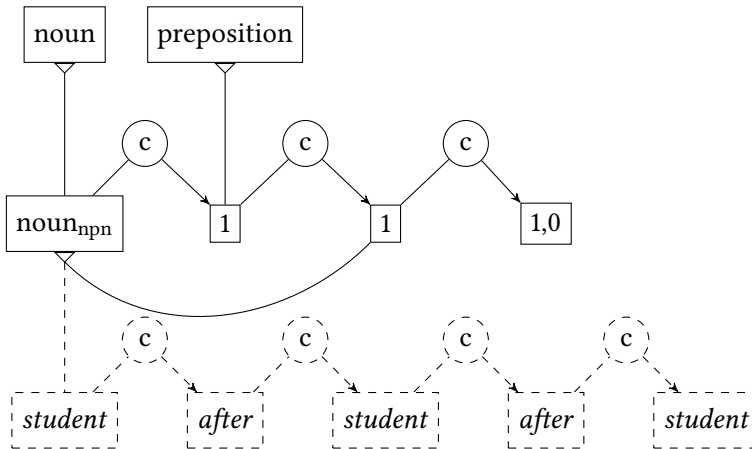 noun preposition
c c c
noun_npn 1 1 1,0
c c c c
student after student after student